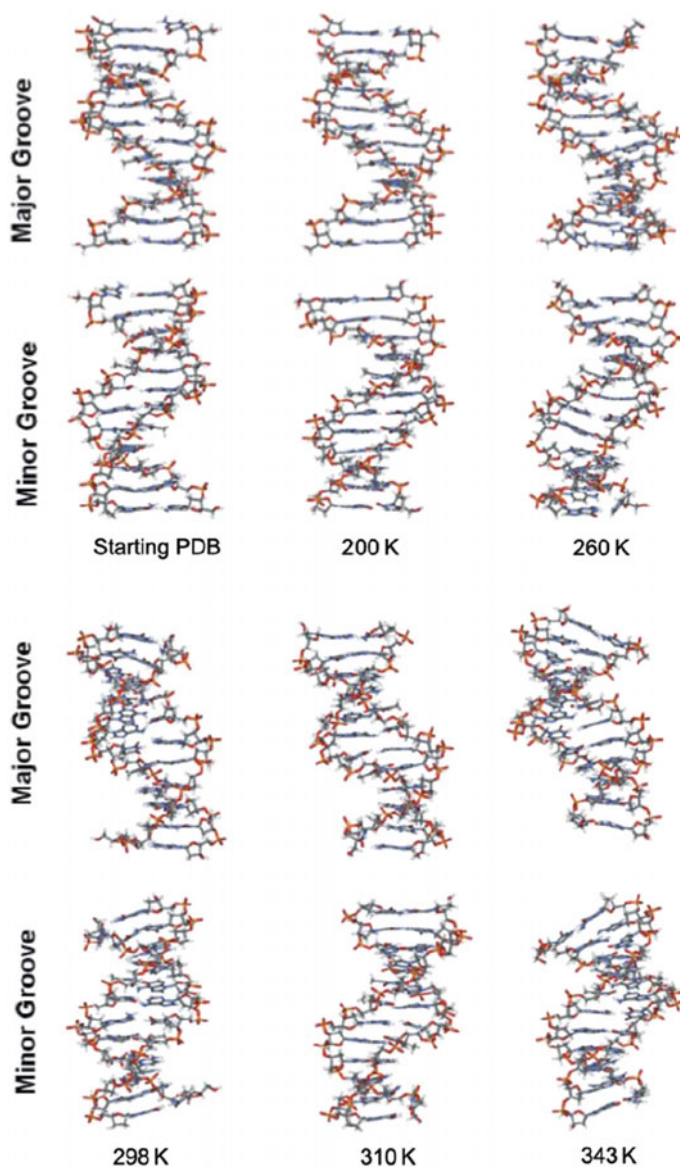 Major Groove
Minor Groove
Starting PDB
200 K
260 K
Major Groove
Minor Groove
298 K
310 K
343 K